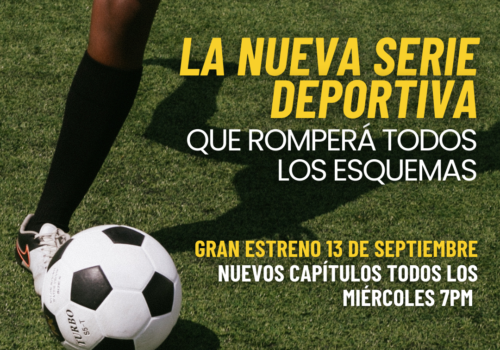 LA NUEVA SERIE
DEPORTIVA
QUE ROMPERÁ TODOS
LOS ESQUEMAS
GRAN ESTRENO 13 DE SEPTIEMBRE
NUEVOS CAPÍTULOS TODOS LOS
MIÉRCOLES 7PM
TURBO